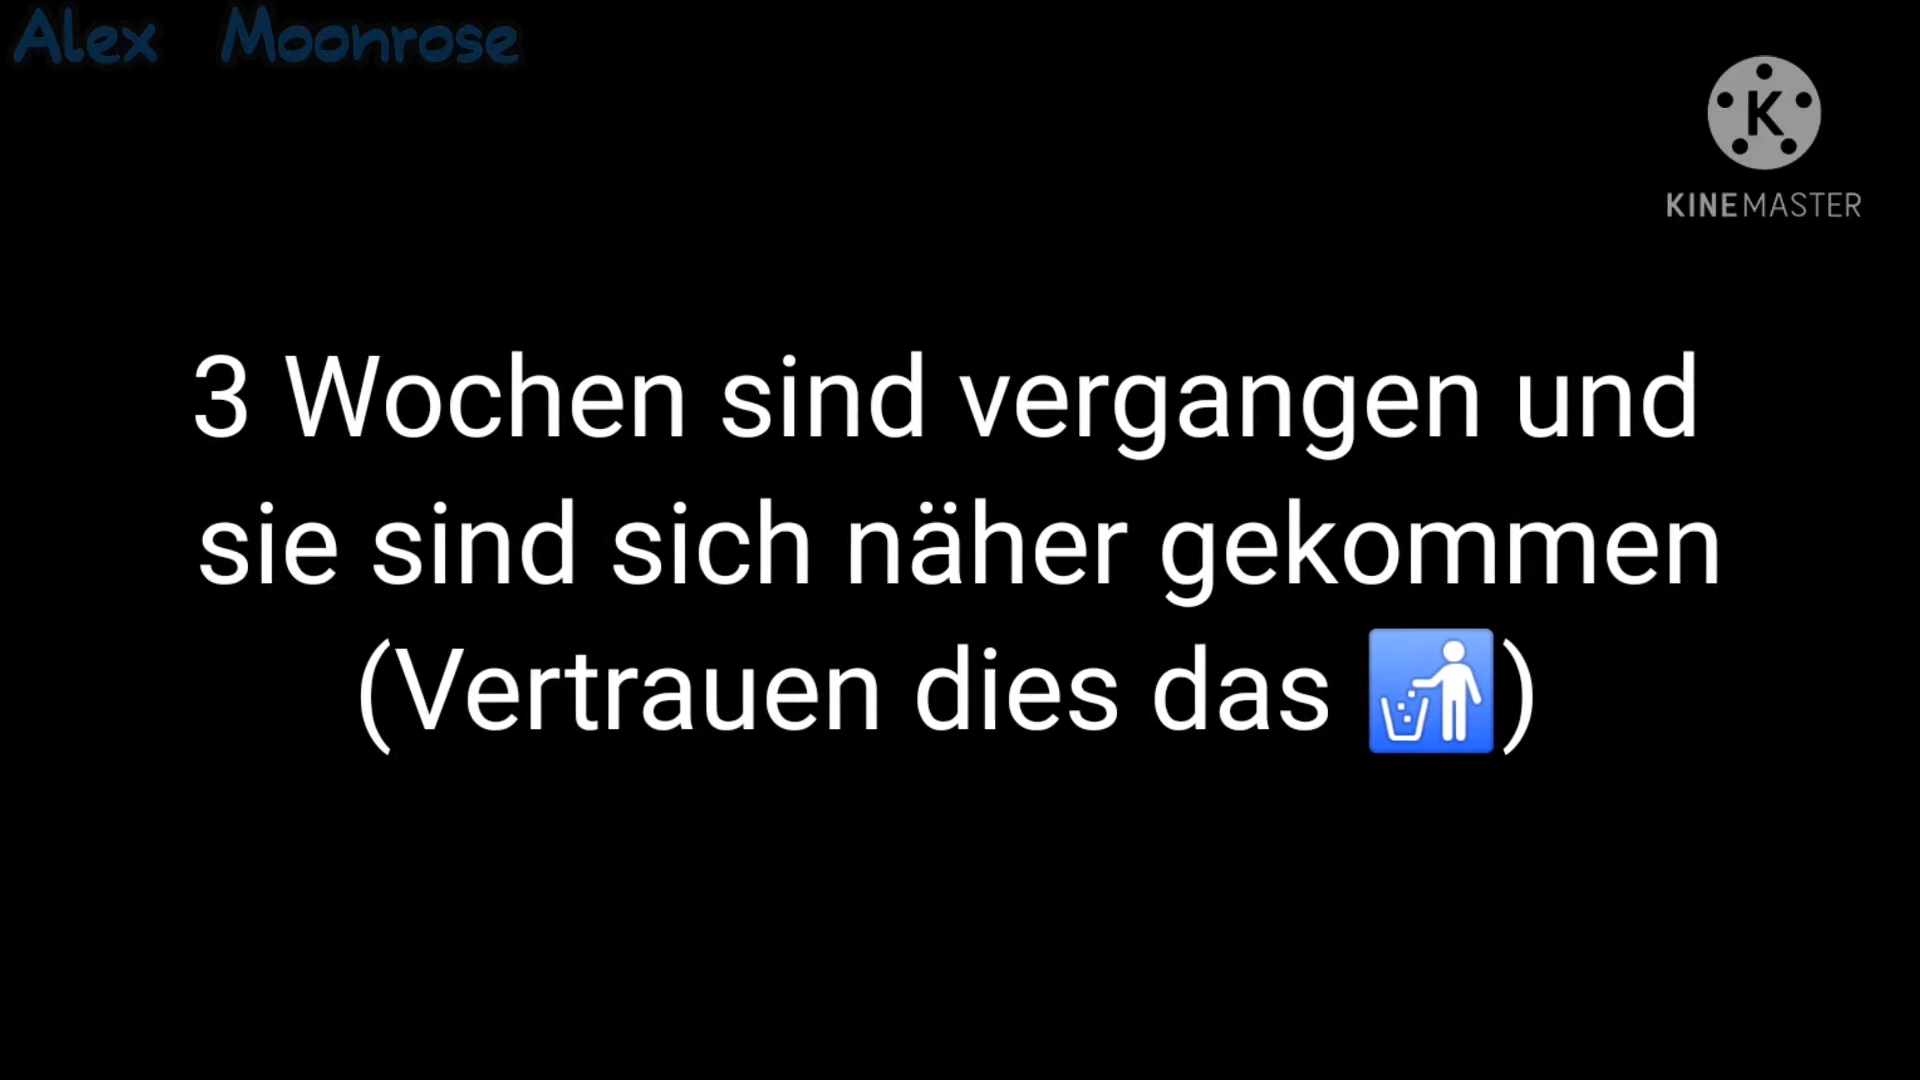 Alex Moonrose
K
KINEMASTER
3 Wochen sind vergangen und
sie sind sich näher gekommen
(Vertrauen dies das 🚮)